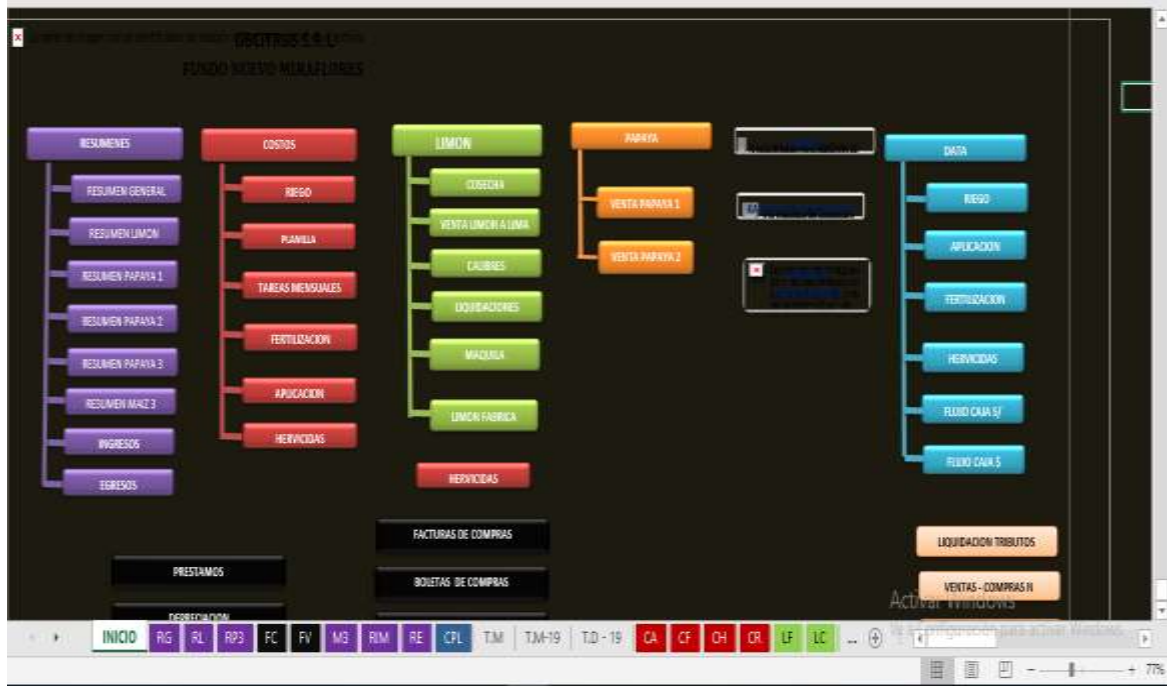 FUNDO NUEVO MIRAFLORES
RESUMENES
RESUMEN GENERAL
RESUMEN LIMON
RESUMEN PAPAYA 1
RESUMEN PAPAYA 2
RESUMEN PAPAYA 3
RESUMEN MAIZ 3
INGRESOS
EGRESOS
COSTOS
RIEGO
PLANILLA
TAREAS MENSUALES
FERTILIZACION
APLICACION
HERVICIDAS
LIMON
COSECHA
VENTA LIMON A LIMA
CALIBRES
LIQUIDACIONES
MAQUILA
LIMON FABRICA
HERVICIDAS
PAPAYA
VENTA PAPAYA 1
VENTA PAPAYA 2
DATA
RIEGO
APLICACION
FERTILIZACION
HERVICIDAS
FLUJO CAJA S/
FLUJO CAJA $
PRESTAMOS
DEPRECIACION
FACTURAS DE COMPRAS
BOLETAS DE COMPRAS
LIQUIDACION TRIBUTOS
VENTAS - COMPRAS N
Activar Windows
para activar Windows.
INICIO RG RL RP3 FC FV M3 RIM RE CPL T.M T.M-19 T.D - 19 CA CF CH CR LF LC ...
77%